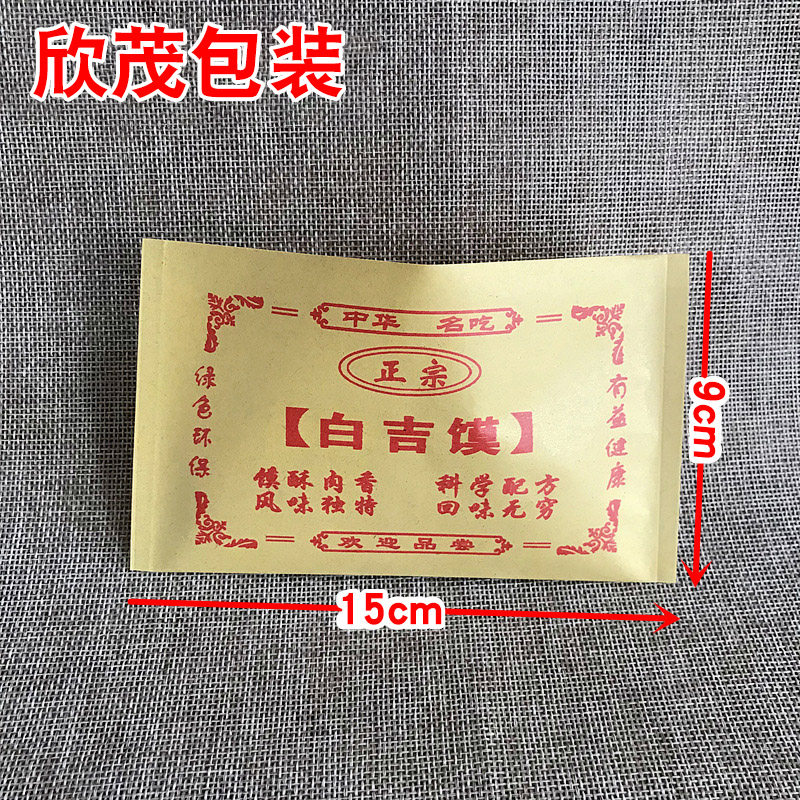 欣茂包装
中华 名吃
正宗
【白吉馍】
绿色环保
有益健康
馍酥肉香 科学配方
风味独特 回味无穷
欢迎品尝
9cm
15cm